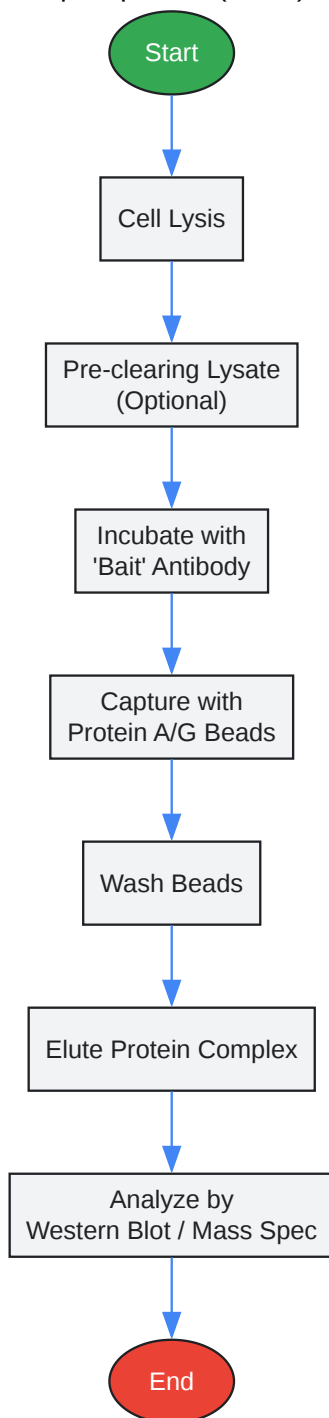 Start
Cell Lysis
Pre-clearing Lysate
(Optional)
Incubate with
'Bait' Antibody
Capture with
Protein A/G Beads
Wash Beads
Elute Protein Complex
Analyze by
Western Blot / Mass Spec
End